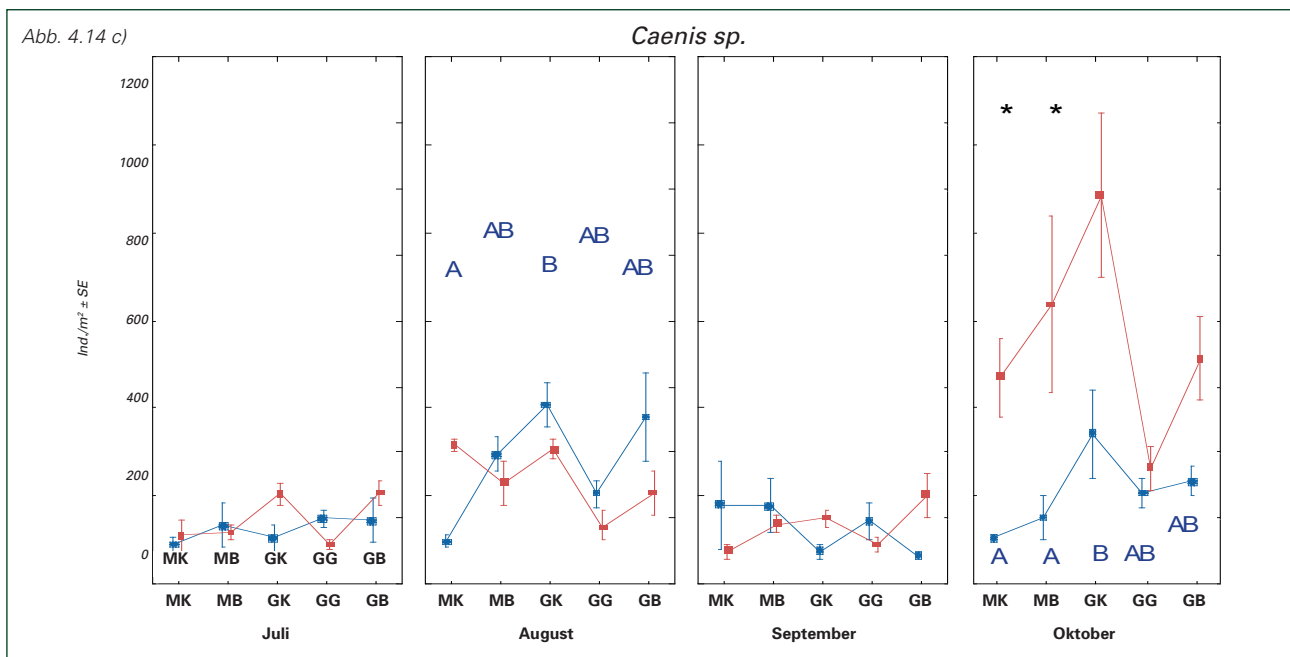 Abb. 4.14 c)
Caenis sp.
1200
1000
800
600
400
200
0
Ind./m² ± SE
* *
A AB B AB AB
A A B AB AB
MK MB GK GG GB
MK MB GK GG GB MK MB GK GG GB MK MB GK GG GB MK MB GK GG GB
Juli August September Oktober